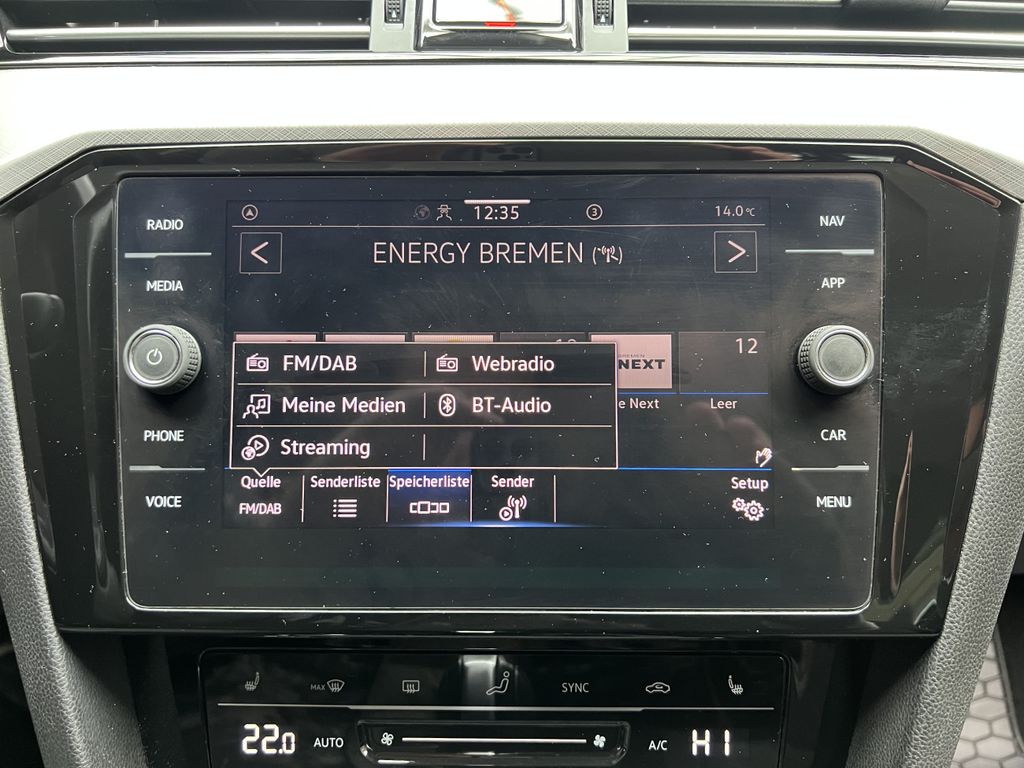 RADIO
MEDIA
PHONE
VOICE
12:35
3
14.0°C
< ENERGY BREMEN >
12
BREMEN
NEXT
e Next
Leer
FM/DAB
Webradio
Meine Medien
BT-Audio
Streaming
Quelle
FM/DAB
Senderliste
Speicherliste
Sender
Setup
NAV
APP
CAR
MENU
MAX
SYNC
22.0
AUTO
A/C
HI